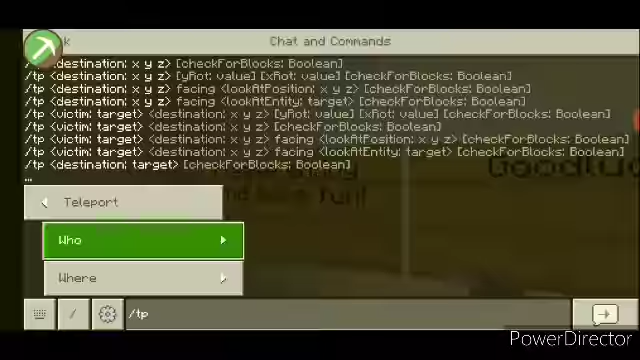 k
Chat and Commands
/tp <destination: x y z> [checkForBlocks: Boolean]
/tp <destination: x y z> [yRot: value] [xRot: value] [checkForBlocks: Boolean]
/tp <destination: x y z> facing <lookAtPosition: x y z> [checkForBlocks: Boolean]
/tp <destination: x y z> facing <lookAtEntity: target> [checkForBlocks: Boolean]
/tp <victim: target> <destination: x y z> [yRot: value] [xRot: value] [checkForBlocks: Boolean]
/tp <victim: target> <destination: x y z> [checkForBlocks: Boolean]
/tp <victim: target> <destination: x y z> facing <lookAtPosition: x y z> [checkForBlocks: Boolean]
/tp <victim: target> <destination: x y z> facing <lookAtEntity: target> [checkForBlocks: Boolean]
/tp <destination: target> [checkForBlocks: Boolean]
...
Teleport
Who
Where
/ /tp
fun!
PowerDirector